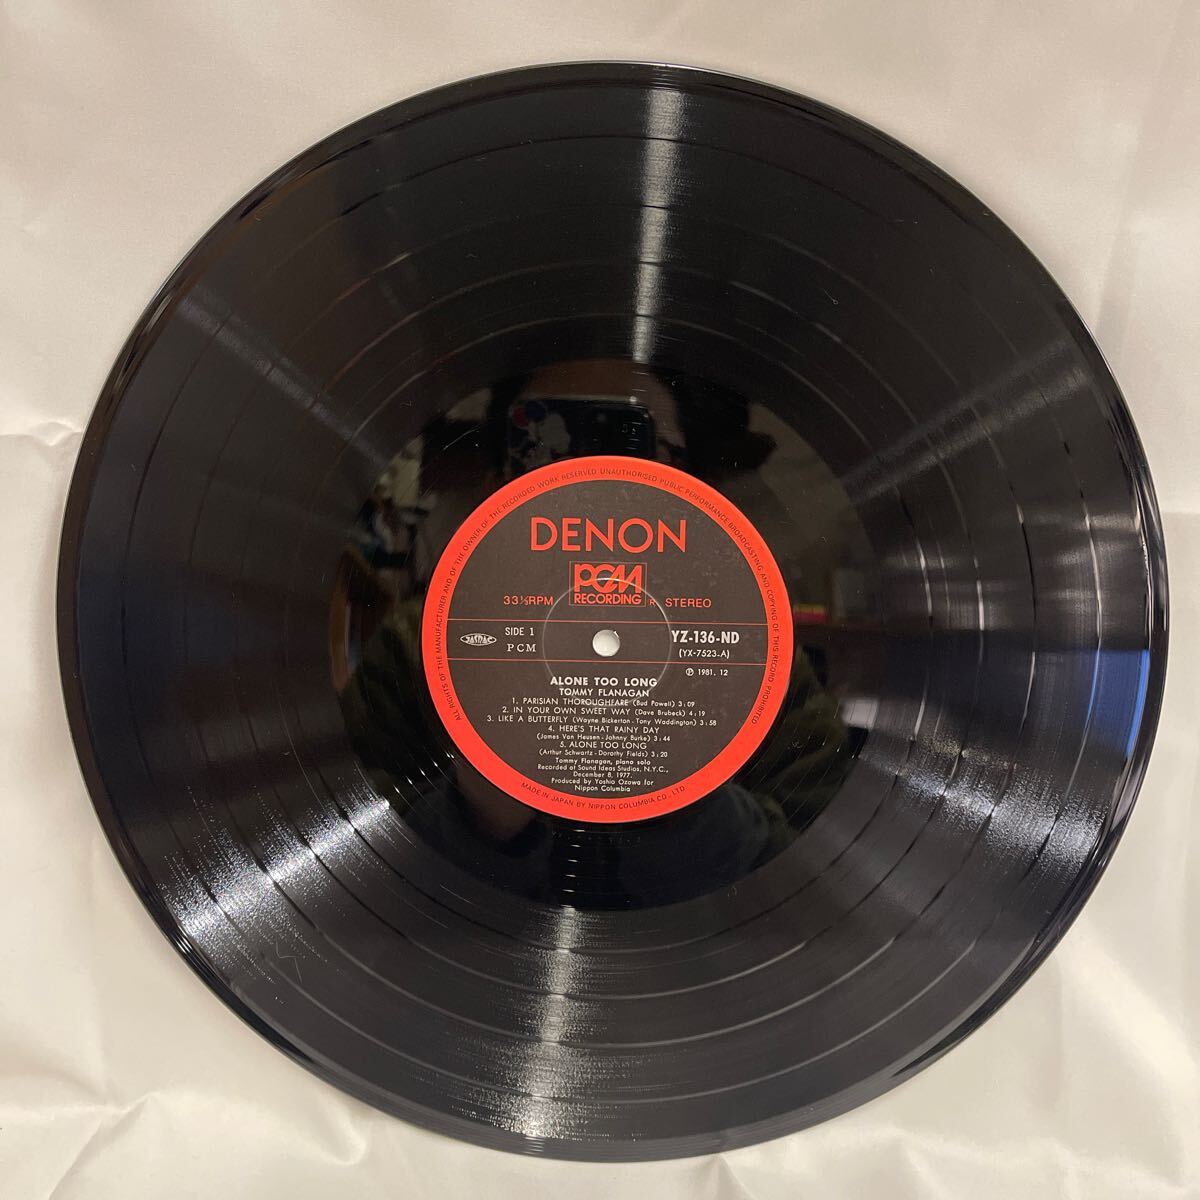 ALL RIGHTS OF THE MANUFACTURER AND OF THE OWNER OF THE RECORDED WORK RESERVED UNAUTHORISED PUBLIC PERFORMANCE BROADCASTING AND COPYING OF THIS RECORD PROHIBITED
DENON
PCM
RECORDING
33⅓RPM
R STEREO
JASRAC
SIDE 1
PCM
YZ-136-ND
(YX-7523-A)
Ⓟ 1981. 12
ALONE TOO LONG
TOMMY FLANAGAN
1. PARISIAN THOROUGHFARE (Bud Powell) 3:09
2. IN YOUR OWN SWEET WAY (Dave Brubeck) 4:19
3. LIKE A BUTTERFLY (Wayne Bickerton-Tony Waddington) 3:58
4. HERE'S THAT RAINY DAY
(James Van Heusen-Johnny Burke) 3:44
5. ALONE TOO LONG
(Arthur Schwartz-Dorothy Fields) 3:20
Tommy Flanagan, piano solo
Recorded at Sound Ideas Studios, N.Y.C.,
December 8, 1977.
Produced by Yoshio Ozawa for
Nippon Columbia
MADE IN JAPAN BY NIPPON COLUMBIA CO., LTD